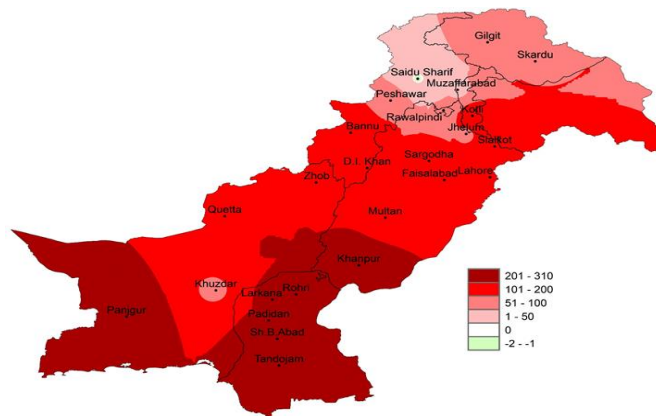 Gilgit
Skardu
Saidu Sharif
Muzaffarabad
Peshawar
Rawalpindi
Kotli
Bannu
Jhelum
Sialkot
Sargodha
D.I. Khan
Lahore
Faisalabad
Zhob
Quetta
Multan
Khanpur
201 - 310
101 - 200
51 - 100
1 - 50
0
-2 - -1
Khuzdar
Rohri
Larkana
Panjgur
Padidan
Sh.B.Abad
Tandojam